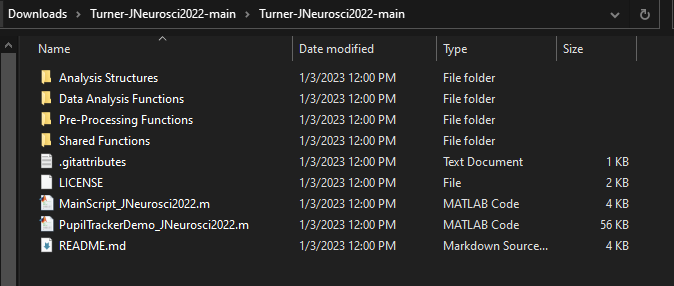 Downloads > Turner-JNeurosci2022-main > Turner-JNeurosci2022-main
Name Date modified Type Size
Analysis Structures 1/3/2023 12:00 PM File folder
Data Analysis Functions 1/3/2023 12:00 PM File folder
Pre-Processing Functions 1/3/2023 12:00 PM File folder
Shared Functions 1/3/2023 12:00 PM File folder
.gitattributes 1/3/2023 12:00 PM Text Document 1 KB
LICENSE 1/3/2023 12:00 PM File 2 KB
MainScript_JNeurosci2022.m 1/3/2023 12:00 PM MATLAB Code 4 KB
PupilTrackerDemo_JNeurosci2022.m 1/3/2023 12:00 PM MATLAB Code 56 KB
README.md 1/3/2023 12:00 PM Markdown Source... 4 KB